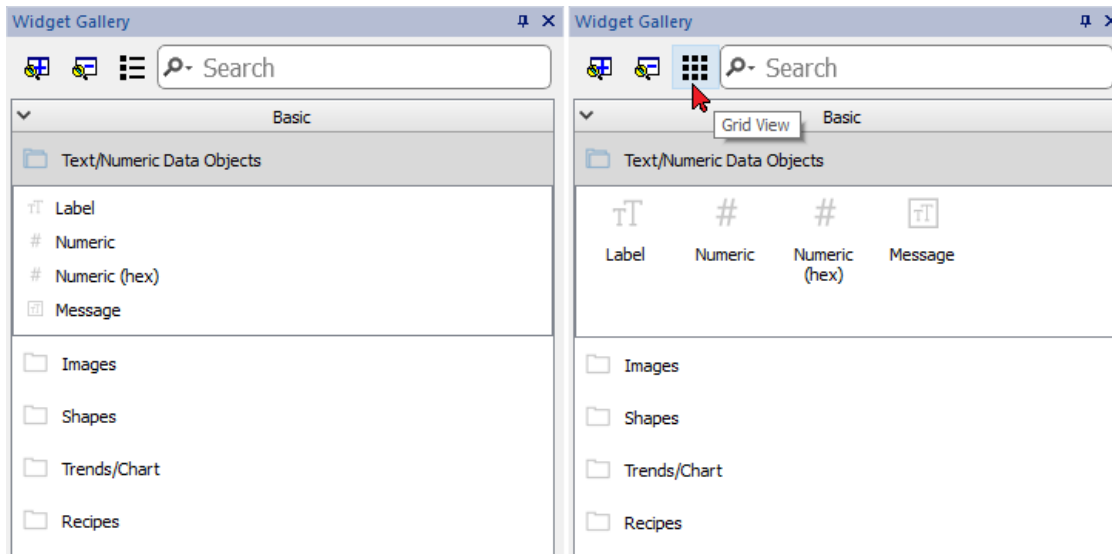 Widget Gallery
Search
Basic
Text/Numeric Data Objects
Label
Numeric
Numeric (hex)
Message
Images
Shapes
Trends/Chart
Recipes
Widget Gallery
Search
Grid View
Basic
Text/Numeric Data Objects
Label
Numeric
Numeric
(hex)
Message
Images
Shapes
Trends/Chart
Recipes